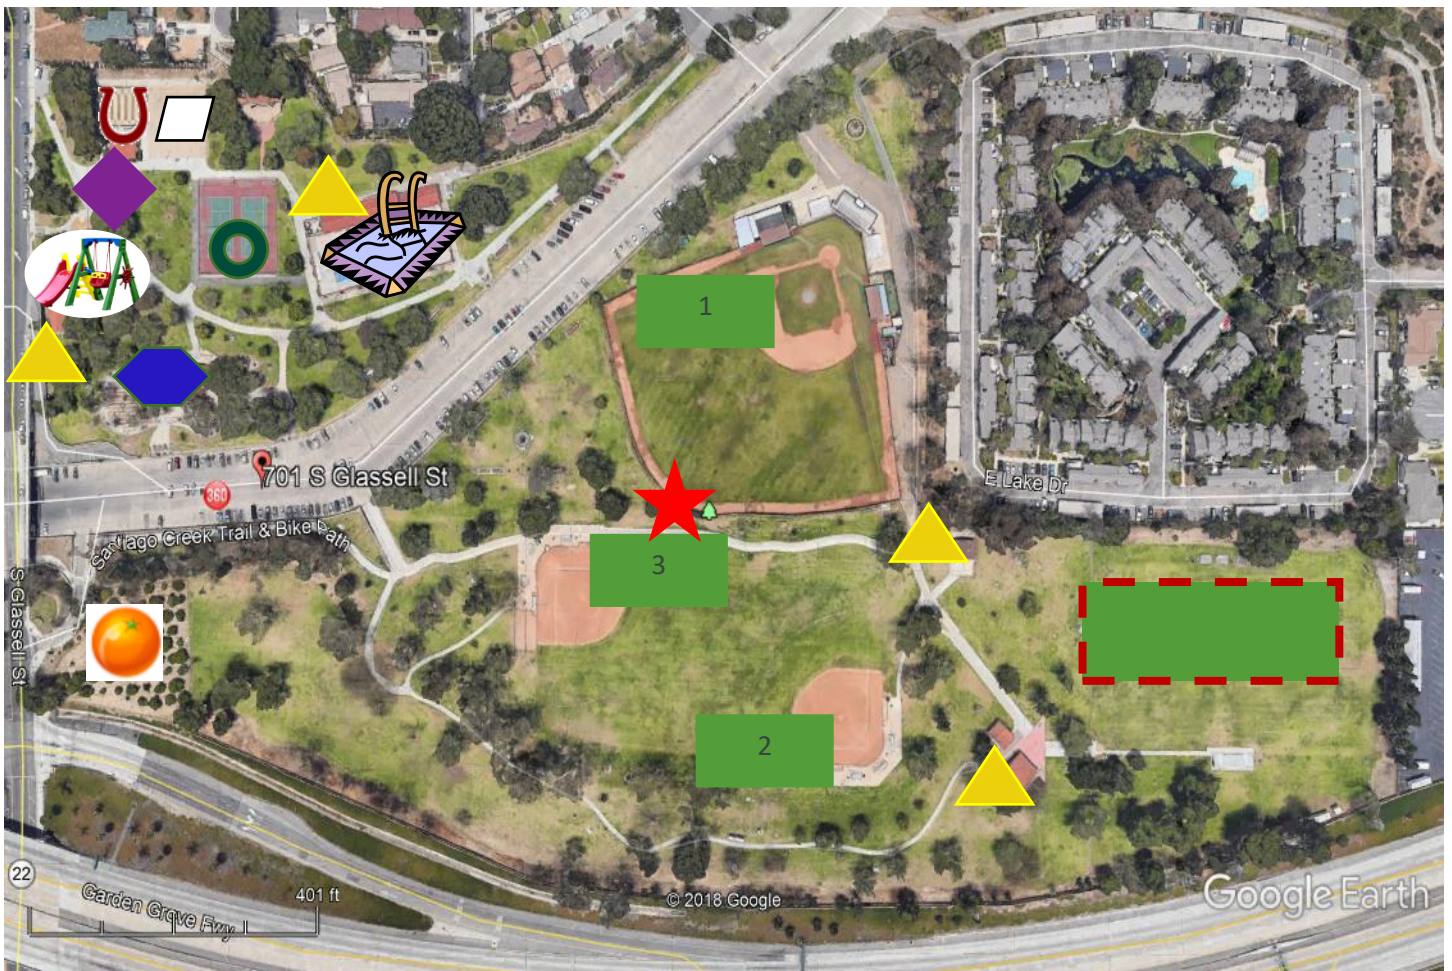 1
701 S Glassell St
360
E Lake Dr
Santiago Creek Trail & Bike Path
3
S Glassell St
2
22
Garden Grove Fwy
401 ft
© 2018 Google
Google Earth